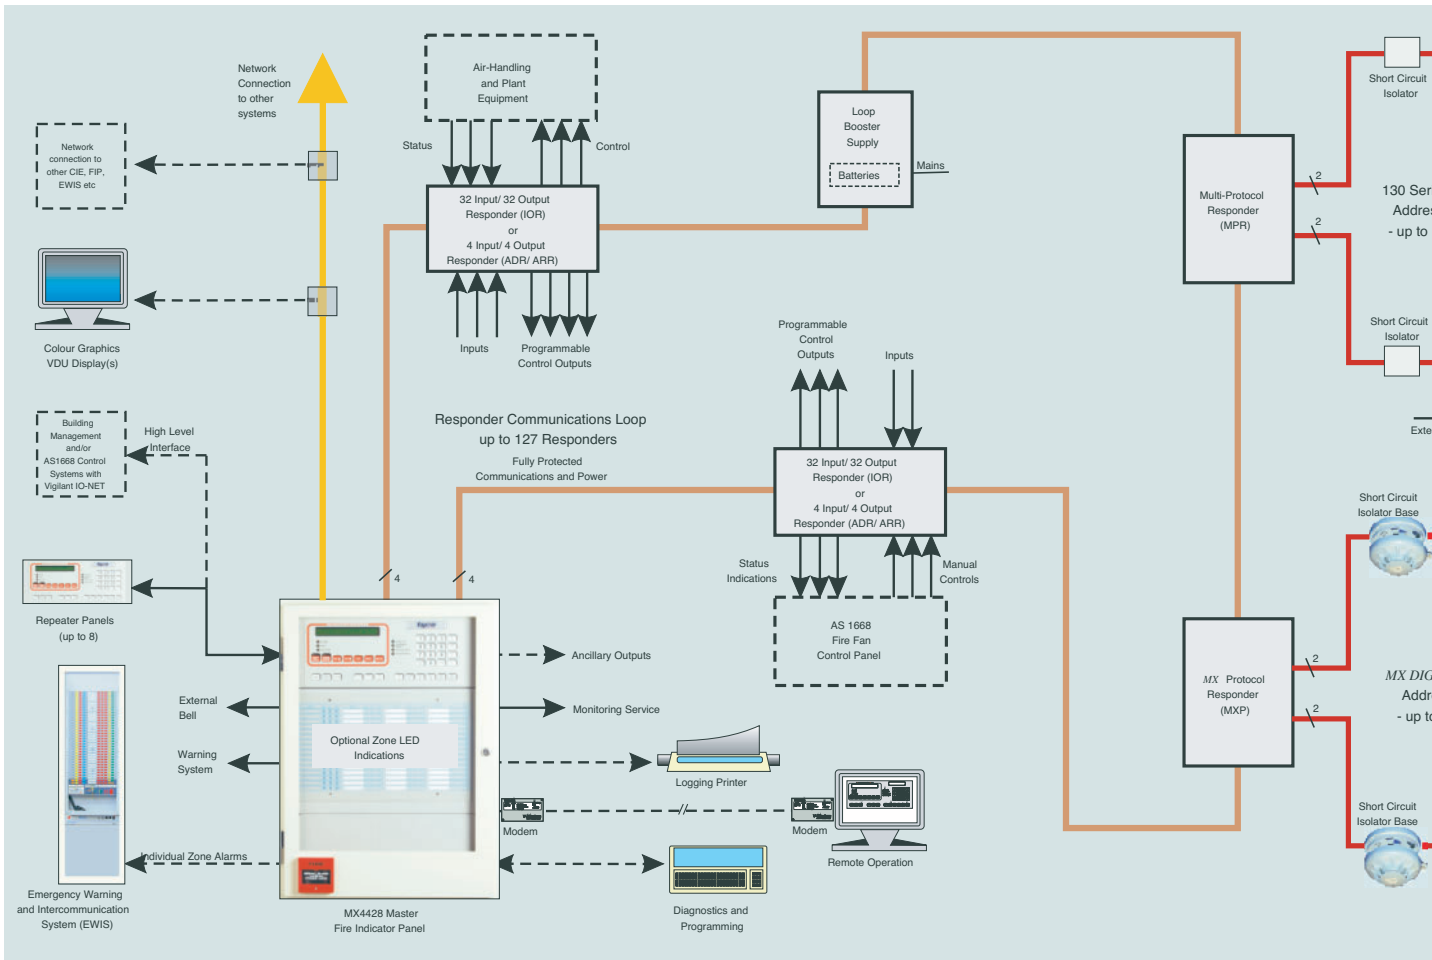 Network
Connection
to other
systems
Air-Handling
and Plant
Equipment
Status
Control
Loop
Booster
Supply
Batteries
Mains
Short Circuit
Isolator
Network
connection to
other CIE, FIP,
EWIS etc
32 Input/ 32 Output
Responder (IOR)
or
4 Input/ 4 Output
Responder (ADR/ ARR)
Multi-Protocol
Responder
(MPR)
2
2
130 Ser
Addres
- up to
Colour Graphics
VDU Display(s)
Inputs
Programmable
Control Outputs
Programmable
Control
Outputs
Inputs
Short Circuit
Isolator
Building
Management
and/or
AS1668 Control
Systems with
Vigilant IO-NET
High Level
Interface
Responder Communications Loop
up to 127 Responders
Fully Protected
Communications and Power
Exte
32 Input/ 32 Output
Responder (IOR)
or
4 Input/ 4 Output
Responder (ADR/ ARR)
Short Circuit
Isolator Base
4
4
Status
Indications
Manual
Controls
Repeater Panels
(up to 8)
AS 1668
Fire Fan
Control Panel
Ancillary Outputs
MX Protocol
Responder
(MXP)
2
2
MX DIG
Addre
- up to
External
Bell
Monitoring Service
Optional Zone LED
Indications
Warning
System
Logging Printer
Modem
Modem
Remote Operation
Short Circuit
Isolator Base
Individual Zone Alarms
Emergency Warning
and Intercommunication
System (EWIS)
MX4428 Master
Fire Indicator Panel
Diagnostics and
Programming